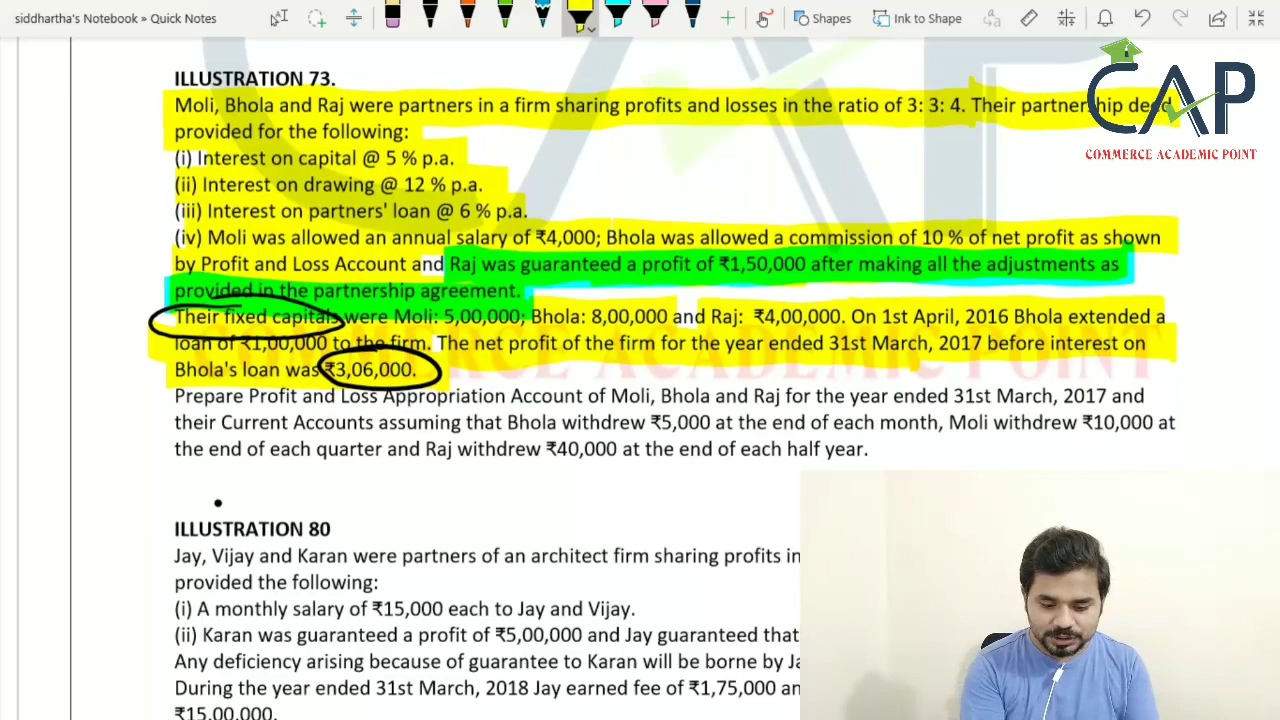 siddhartha's Notebook » Quick Notes
Shapes
Ink to Shape
CAP
COMMERCE ACADEMIC POINT
ILLUSTRATION 73.
Moli, Bhola and Raj were partners in a firm sharing profits and losses in the ratio of 3: 3: 4. Their partnership deed
provided for the following:
(i) Interest on capital @ 5 % p.a.
(ii) Interest on drawing @ 12 % p.a.
(iii) Interest on partners' loan @ 6 % p.a.
(iv) Moli was allowed an annual salary of ₹4,000; Bhola was allowed a commission of 10 % of net profit as shown
by Profit and Loss Account and Raj was guaranteed a profit of ₹1,50,000 after making all the adjustments as
provided in the partnership agreement.
Their fixed capitals were Moli: 5,00,000; Bhola: 8,00,000 and Raj: ₹4,00,000. On 1st April, 2016 Bhola extended a
loan of ₹1,00,000 to the firm. The net profit of the firm for the year ended 31st March, 2017 before interest on
Bhola's loan was ₹3,06,000.
Prepare Profit and Loss Appropriation Account of Moli, Bhola and Raj for the year ended 31st March, 2017 and
their Current Accounts assuming that Bhola withdrew ₹5,000 at the end of each month, Moli withdrew ₹10,000 at
the end of each quarter and Raj withdrew ₹40,000 at the end of each half year.
COMMERCE ACADEMIC POINT
ILLUSTRATION 80
Jay, Vijay and Karan were partners of an architect firm sharing profits in
provided the following:
(i) A monthly salary of ₹15,000 each to Jay and Vijay.
(ii) Karan was guaranteed a profit of ₹5,00,000 and Jay guaranteed that
Any deficiency arising because of guarantee to Karan will be borne by
During the year ended 31st March, 2018 Jay earned fee of ₹1,75,000
₹15,00,000.